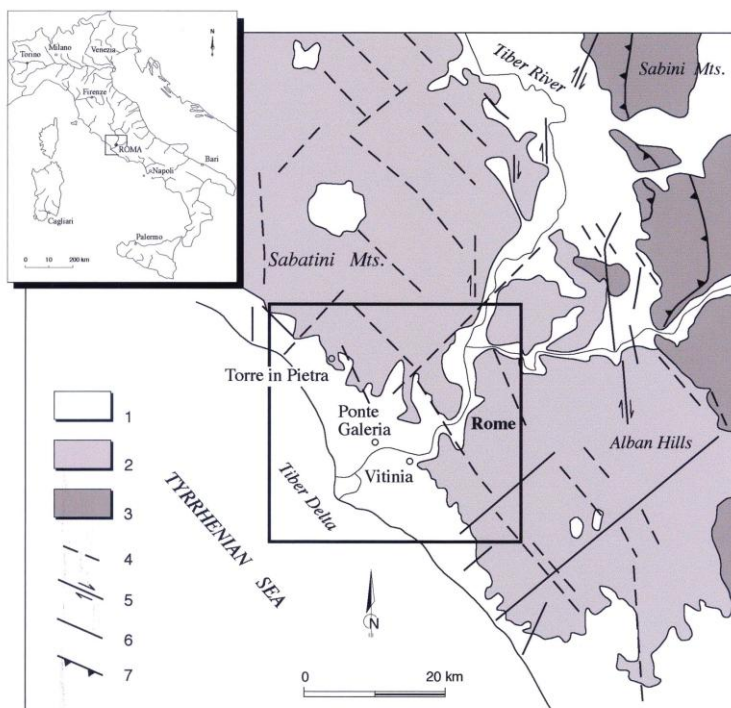 N
Milano
Venezia
Torino
Firenze
ROMA
Bari
Napoli
Cagliari
Palermo
0 10 200 km
Tiber River
Sabini Mts.
Sabatini Mts.
Torre in Pietra
Ponte
Galeria
Rome
Vitinia
Alban Hills
Tiber Delta
TYRRHENIAN SEA
1
2
3
4
5
6
7
N
0 20 km